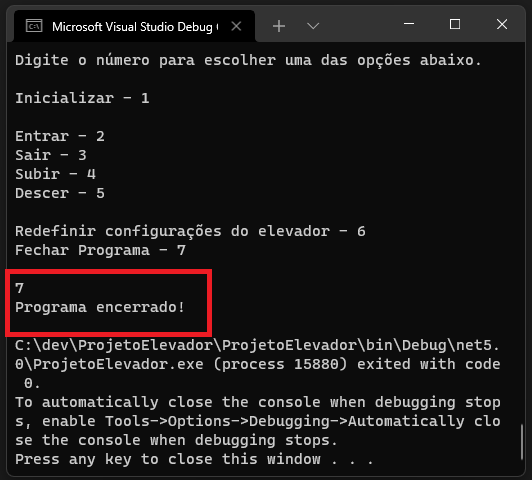 Microsoft Visual Studio Debug
Digite o número para escolher uma das opções abaixo.
Inicializar - 1
Entrar - 2
Sair - 3
Subir - 4
Descer - 5
Redefinir configurações do elevador - 6
Fechar Programa - 7
7
Programa encerrado!
C:\dev\ProjetoElevador\ProjetoElevador\bin\Debug\net5.
0\ProjetoElevador.exe (process 15880) exited with code
0.
To automatically close the console when debugging stop
s, enable Tools->Options->Debugging->Automatically clo
se the console when debugging stops.
Press any key to close this window . . .